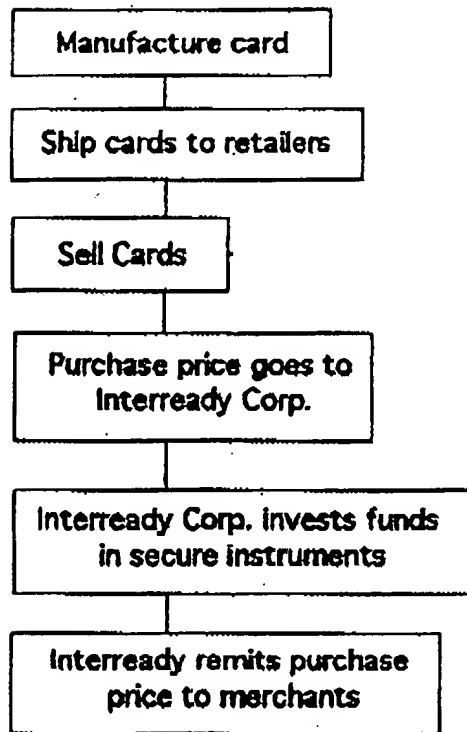 Manufacture card
Ship cards to retailers
Sell Cards
Purchase price goes to
Interready Corp.
Interready Corp. invests funds
in secure instruments
Interready remits purchase
price to merchants